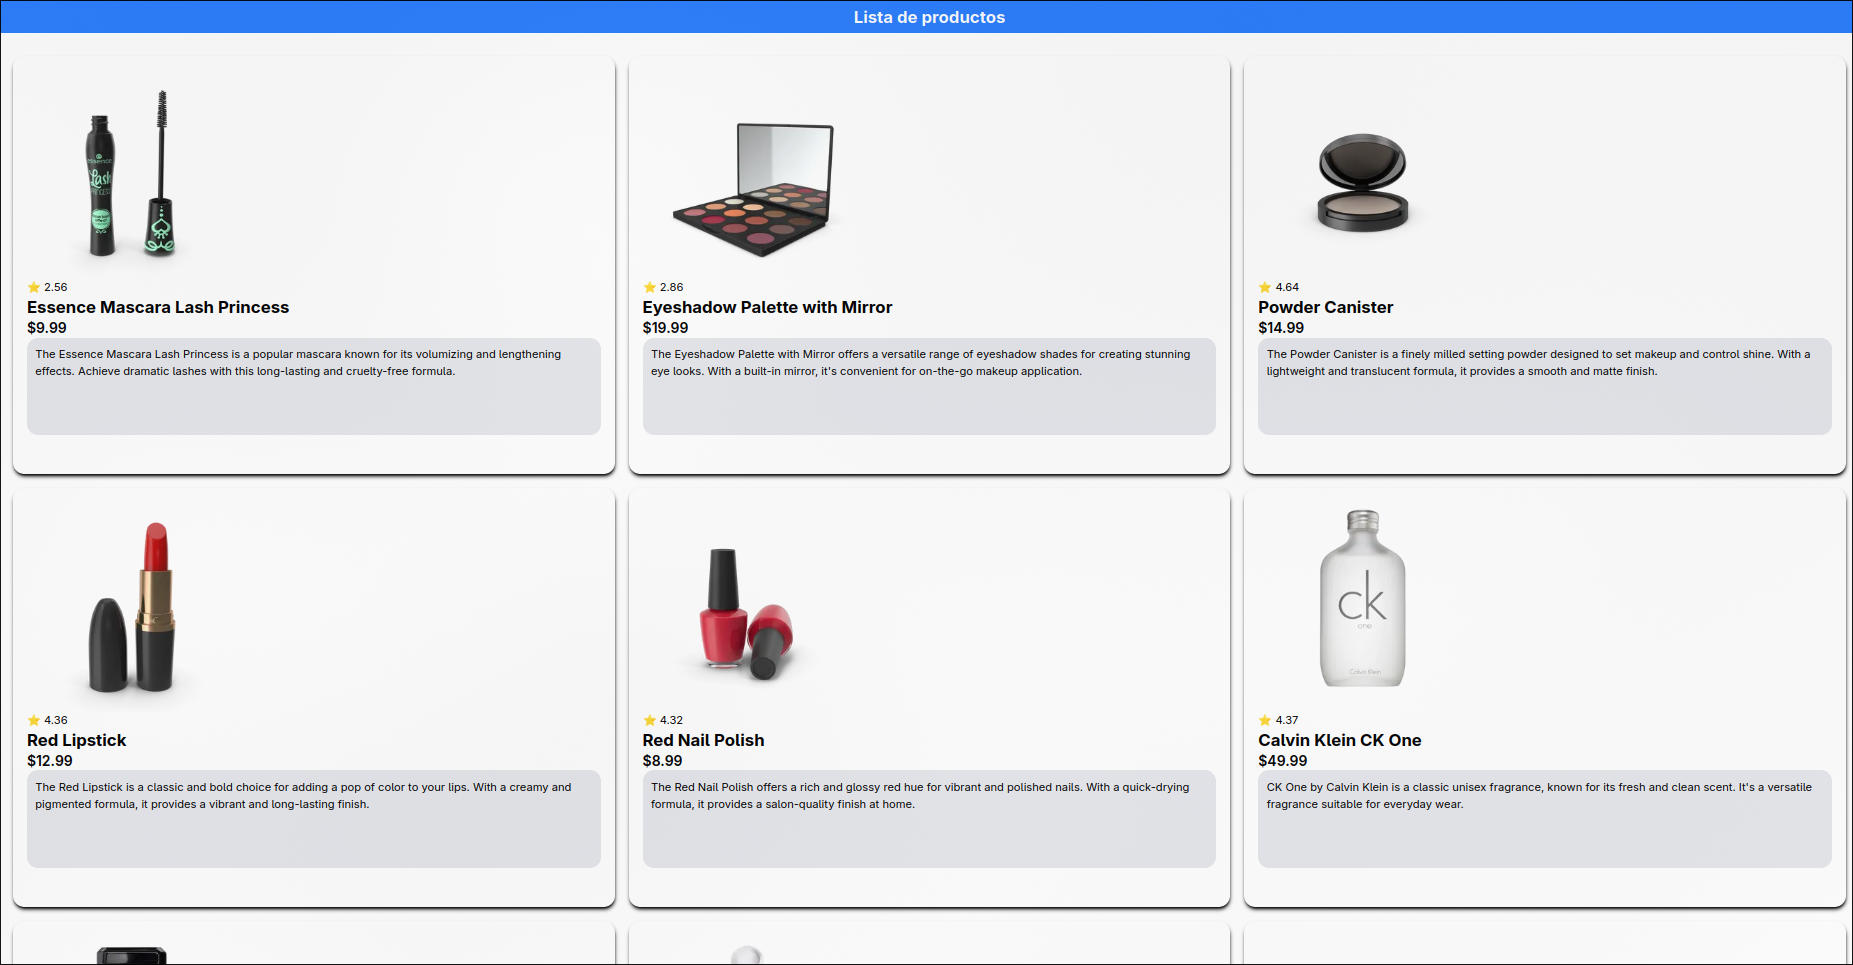 Lista de productos
essence
Lash
PRINCESS
⭐ 2.56
Essence Mascara Lash Princess
$9.99
The Essence Mascara Lash Princess is a popular mascara known for its volumizing and lengthening
effects. Achieve dramatic lashes with this long-lasting and cruelty-free formula.
⭐ 2.86
Eyeshadow Palette with Mirror
$19.99
The Eyeshadow Palette with Mirror offers a versatile range of eyeshadow shades for creating stunning
eye looks. With a built-in mirror, it's convenient for on-the-go makeup application.
⭐ 4.64
Powder Canister
$14.99
The Powder Canister is a finely milled setting powder designed to set makeup and control shine. With a
lightweight and translucent formula, it provides a smooth and matte finish.
⭐ 4.36
Red Lipstick
$12.99
The Red Lipstick is a classic and bold choice for adding a pop of color to your lips. With a creamy and
pigmented formula, it provides a vibrant and long-lasting finish.
⭐ 4.32
Red Nail Polish
$8.99
The Red Nail Polish offers a rich and glossy red hue for vibrant and polished nails. With a quick-drying
formula, it provides a salon-quality finish at home.
ck
one
Calvin Klein
⭐ 4.37
Calvin Klein CK One
$49.99
CK One by Calvin Klein is a classic unisex fragrance, known for its fresh and clean scent. It's a versatile
fragrance suitable for everyday wear.